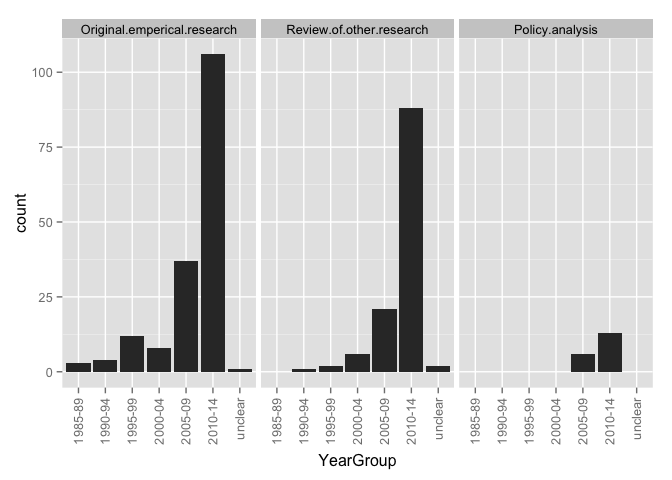 Original.emperical.research Review.of.other.research Policy.analysis
100
75
50
25
0
count
1985-89 1990-94 1995-99 2000-04 2005-09 2010-14 unclear 1985-89 1990-94 1995-99 2000-04 2005-09 2010-14 unclear 1985-89 1990-94 1995-99 2000-04 2005-09 2010-14 unclear
YearGroup